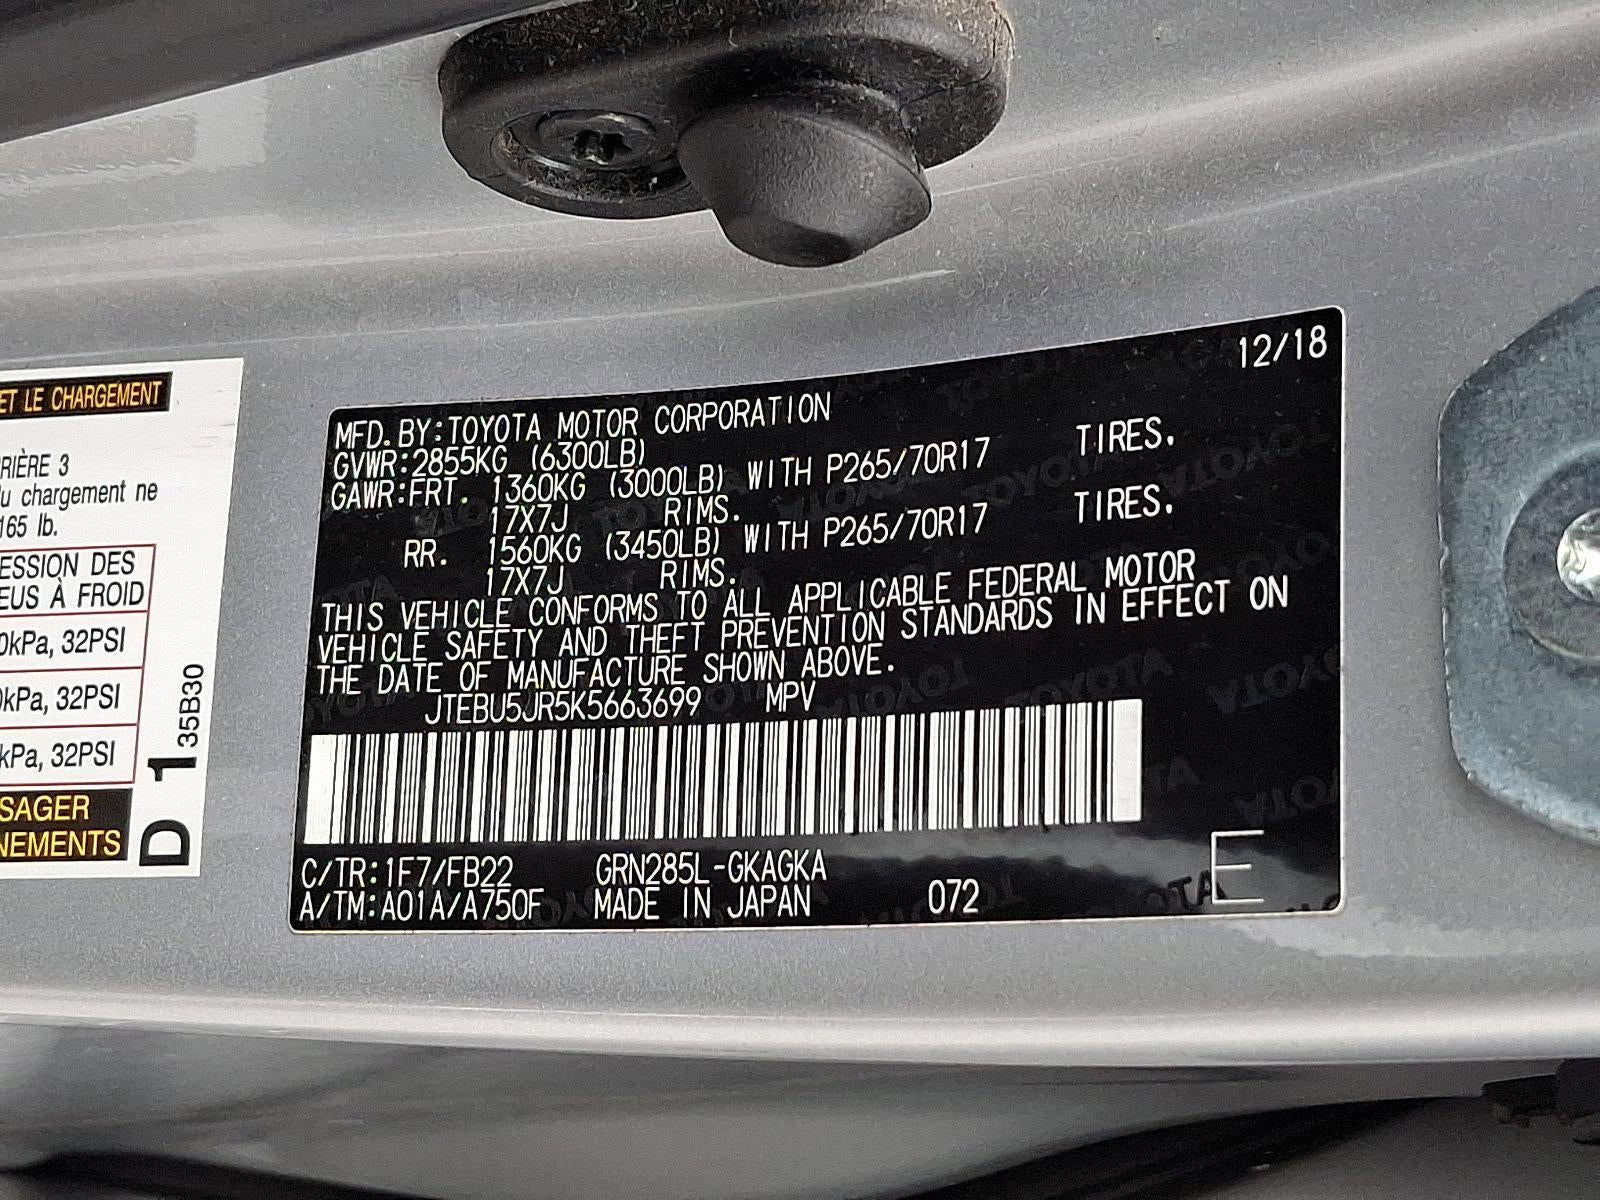 ET LE CHARGEMENT
RIÈRE 3
u chargement ne
165 lb.
ESSION DES
EUS À FROID
0kPa, 32PSI
0kPa, 32PSI
kPa, 32PSI
SAGER
NEMENTS
D 1 35B30
12/18
MFD. BY:TOYOTA MOTOR CORPORATION
GVWR:2855KG (6300LB)
GAWR:FRT. 1360KG (3000LB) WITH P265/70R17 TIRES.
17X7J RIMS.
RR. 1560KG (3450LB) WITH P265/70R17 TIRES.
17X7J RIMS.
THIS VEHICLE CONFORMS TO ALL APPLICABLE FEDERAL MOTOR
VEHICLE SAFETY AND THEFT PREVENTION STANDARDS IN EFFECT ON
THE DATE OF MANUFACTURE SHOWN ABOVE.
JTEBU5JR5K5663699 MPV
C/TR:1F7/FB22 GRN285L-GKAGKA
A/TM:A01A/A750F MADE IN JAPAN 072 E